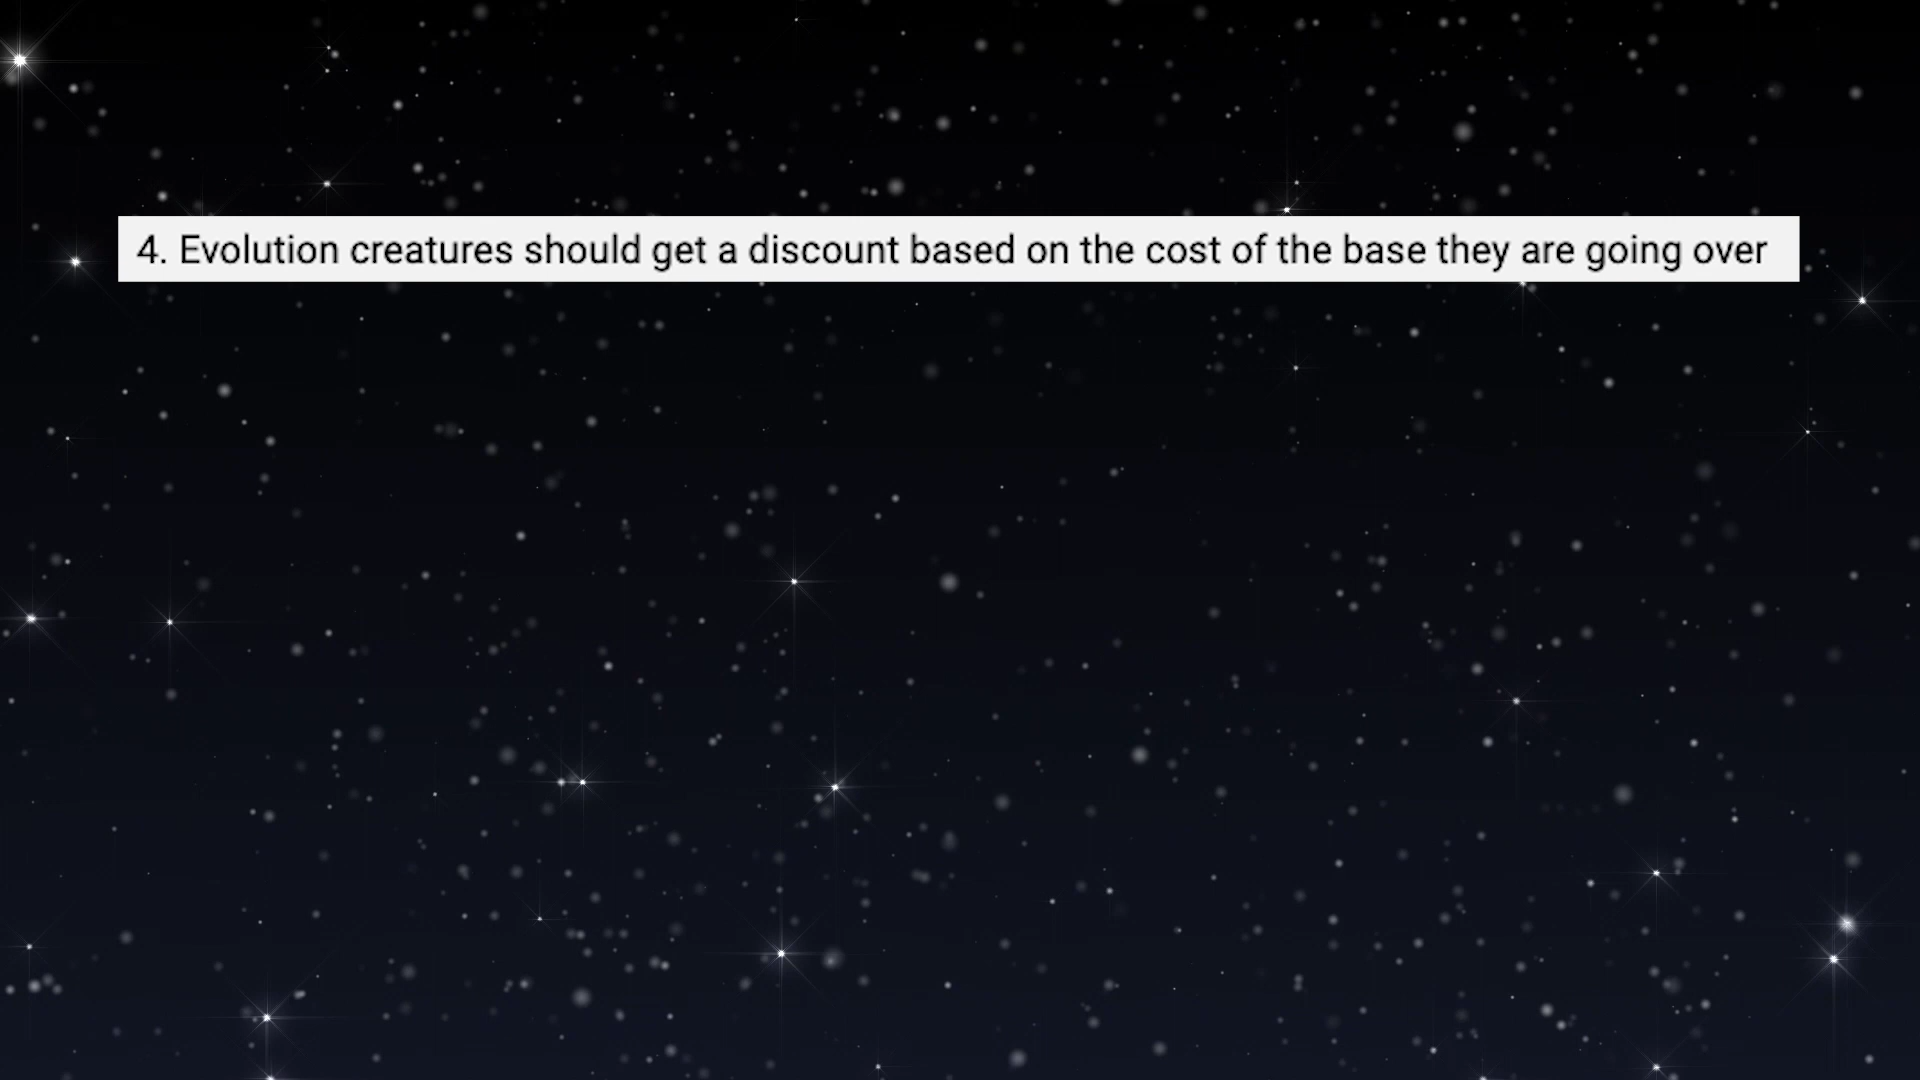 4. Evolution creatures should get a discount based on the cost of the base they are going over